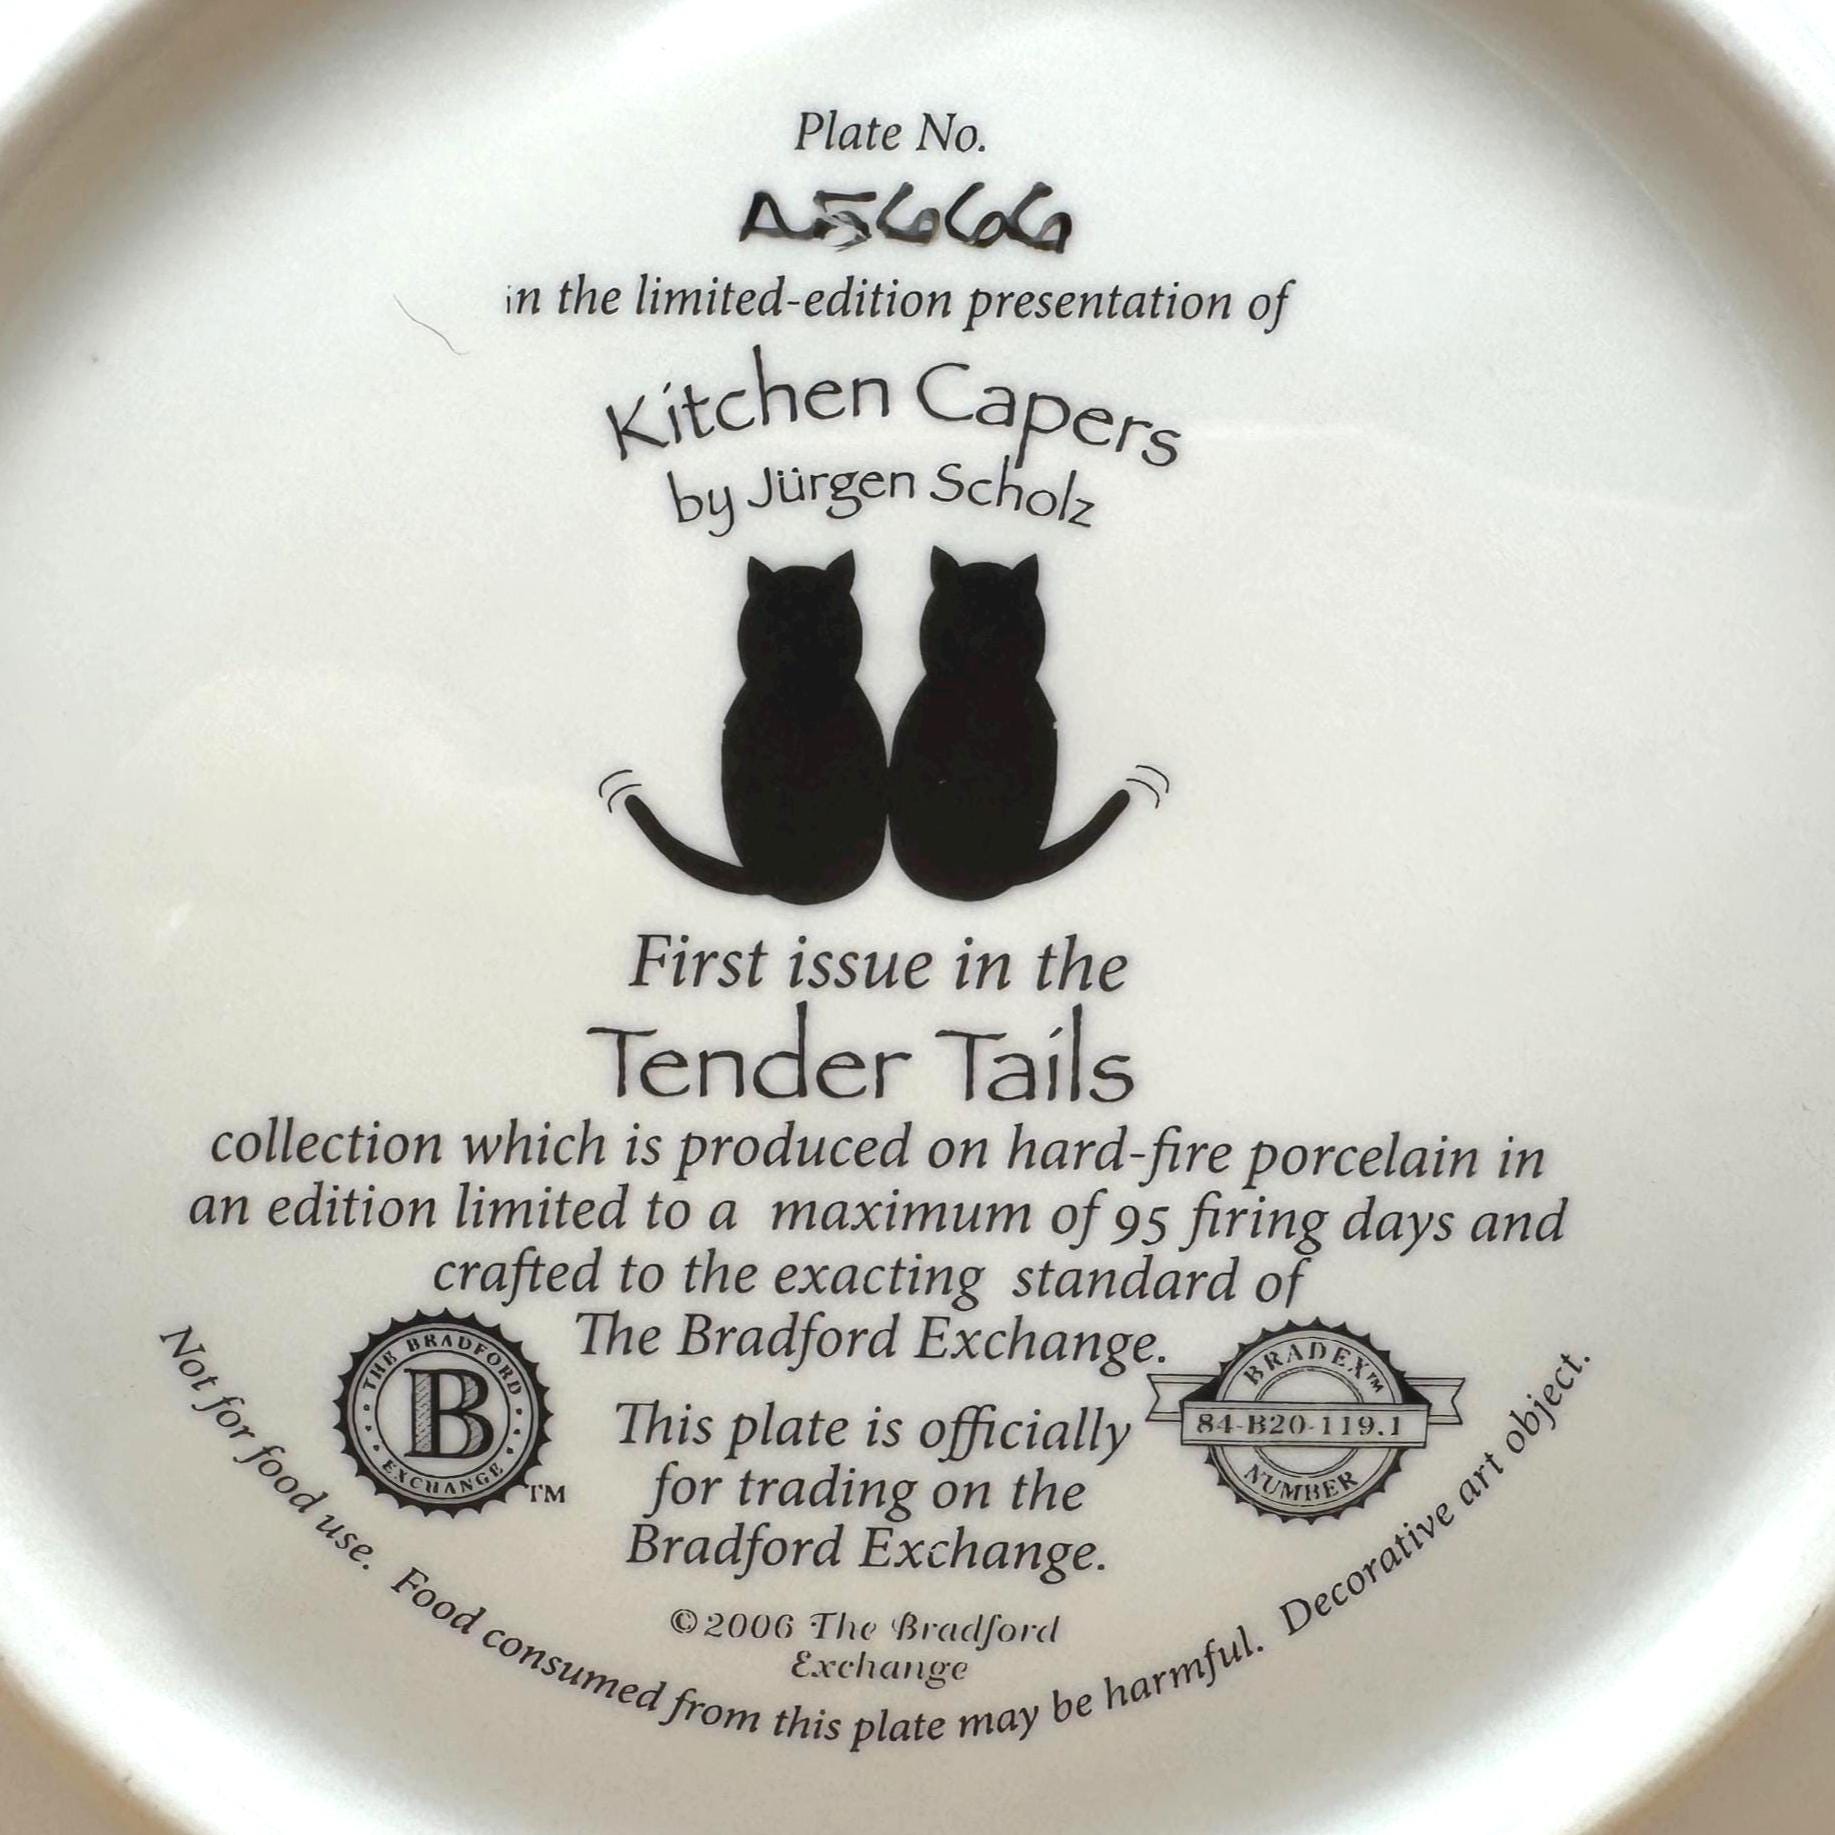 Plate No.
A5666
in the limited-edition presentation of
Kitchen Capers
by Jürgen Scholz
First issue in the
Tender Tails
collection which is produced on hard-fire porcelain in
an edition limited to a maximum of 95 firing days and
crafted to the exacting standard of
The Bradford Exchange.
THE BRADFORD
B
EXCHANGE
TM
This plate is officially
for trading on the
Bradford Exchange.
BRADEX™
84-B20-119.1
NUMBER
©2006 The Bradford
Exchange
Not for food use. Food consumed from this plate may be harmful. Decorative art object.